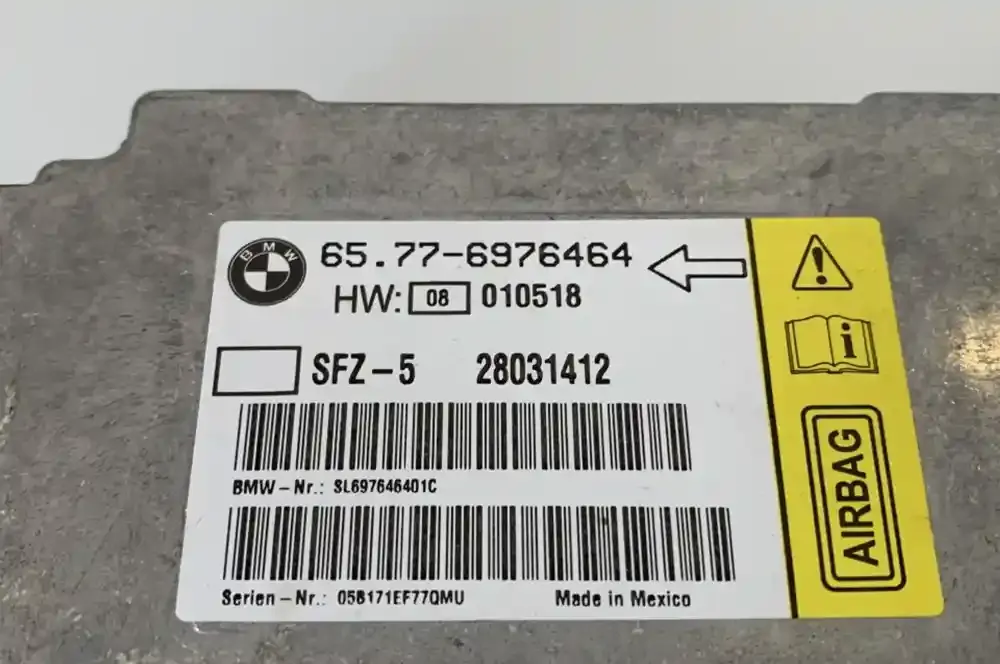 BMW
65.77-6976464
HW: 08 010518
SFZ-5 28031412
BMW-Nr.: SL697646401C
Serien-Nr.: 058171EF77QMU Made in Mexico
i
AIRBAG